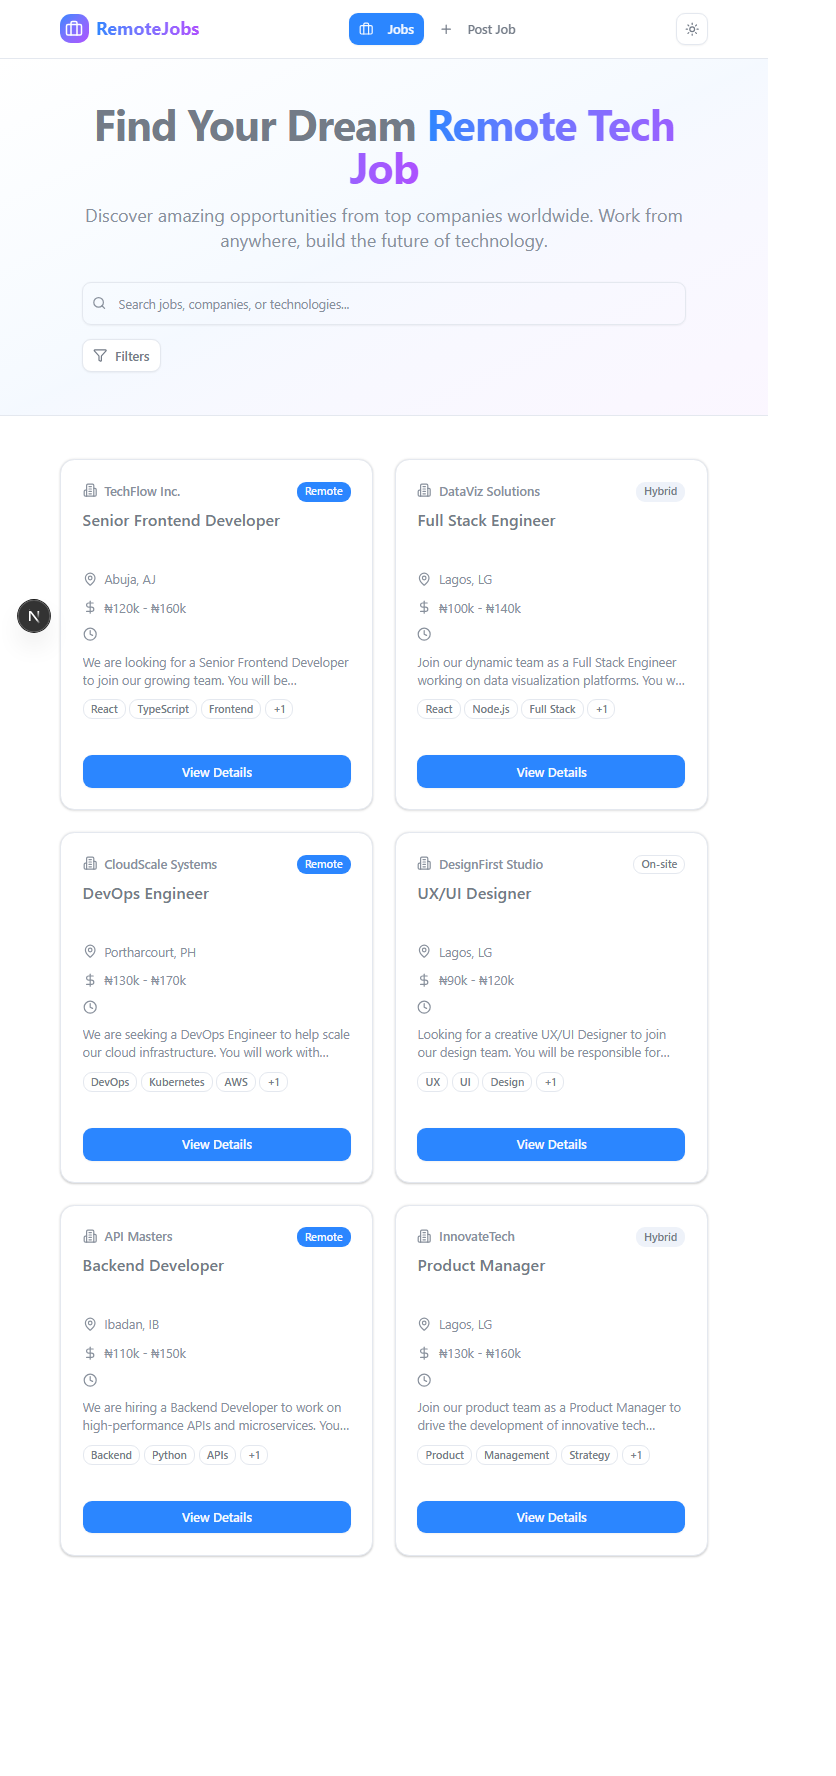 RemoteJobs
Jobs
Post Job
Find Your Dream Remote Tech
Job
Discover amazing opportunities from top companies worldwide. Work from
anywhere, build the future of technology.
Search jobs, companies, or technologies...
Filters
TechFlow Inc.
Remote
Senior Frontend Developer
Abuja, AJ
₦120k - ₦160k
We are looking for a Senior Frontend Developer
to join our growing team. You will be...
React
TypeScript
Frontend
+1
View Details
DataViz Solutions
Hybrid
Full Stack Engineer
Lagos, LG
₦100k - ₦140k
Join our dynamic team as a Full Stack Engineer
working on data visualization platforms. You w...
React
Node.js
Full Stack
+1
View Details
N
CloudScale Systems
Remote
DevOps Engineer
Portharcourt, PH
₦130k - ₦170k
We are seeking a DevOps Engineer to help scale
our cloud infrastructure. You will work with...
DevOps
Kubernetes
AWS
+1
View Details
DesignFirst Studio
On-site
UX/UI Designer
Lagos, LG
₦90k - ₦120k
Looking for a creative UX/UI Designer to join
our design team. You will be responsible for...
UX
UI
Design
+1
View Details
API Masters
Remote
Backend Developer
Ibadan, IB
₦110k - ₦150k
We are hiring a Backend Developer to work on
high-performance APIs and microservices. You...
Backend
Python
APIs
+1
View Details
InnovateTech
Hybrid
Product Manager
Lagos, LG
₦130k - ₦160k
Join our product team as a Product Manager to
drive the development of innovative tech...
Product
Management
Strategy
+1
View Details